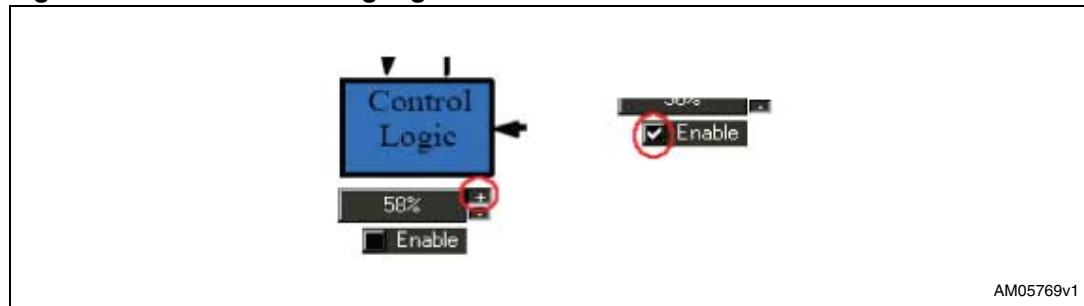 Control
Logic
58%
+
-
Enable
Enable
AM05769v1